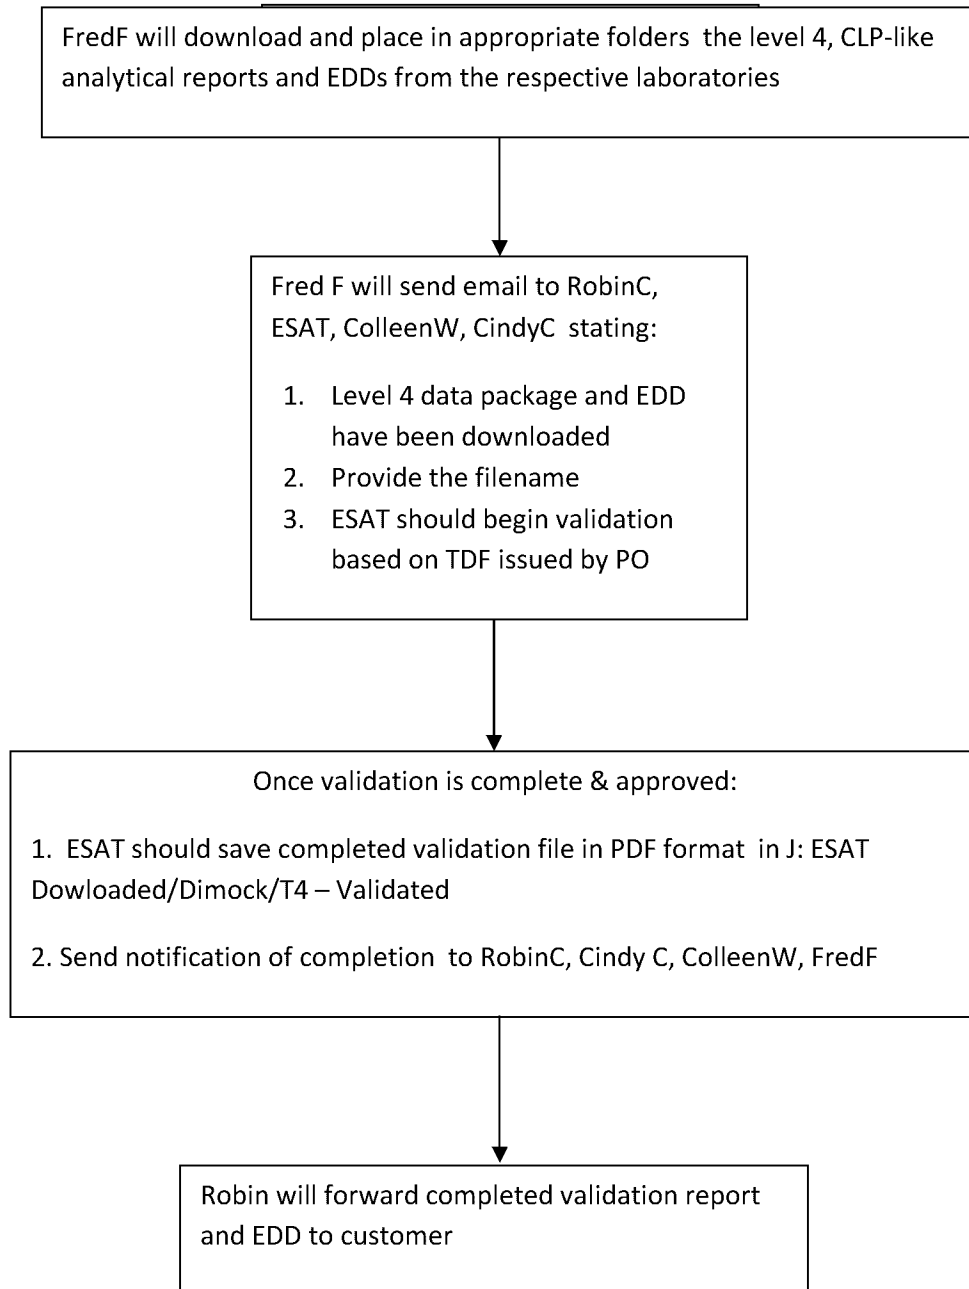 FredF will download and place in appropriate folders the level 4, CLP-like
analytical reports and EDDs from the respective laboratories
Fred F will send email to RobinC,
ESAT, ColleenW, CindyC stating:
1. Level 4 data package and EDD
have been downloaded
2. Provide the filename
3. ESAT should begin validation
based on TDF issued by PO
Once validation is complete & approved:
1. ESAT should save completed validation file in PDF format in J: ESAT
Dowloaded/Dimock/T4 – Validated
2. Send notification of completion to RobinC, Cindy C, ColleenW, FredF
Robin will forward completed validation report
and EDD to customer